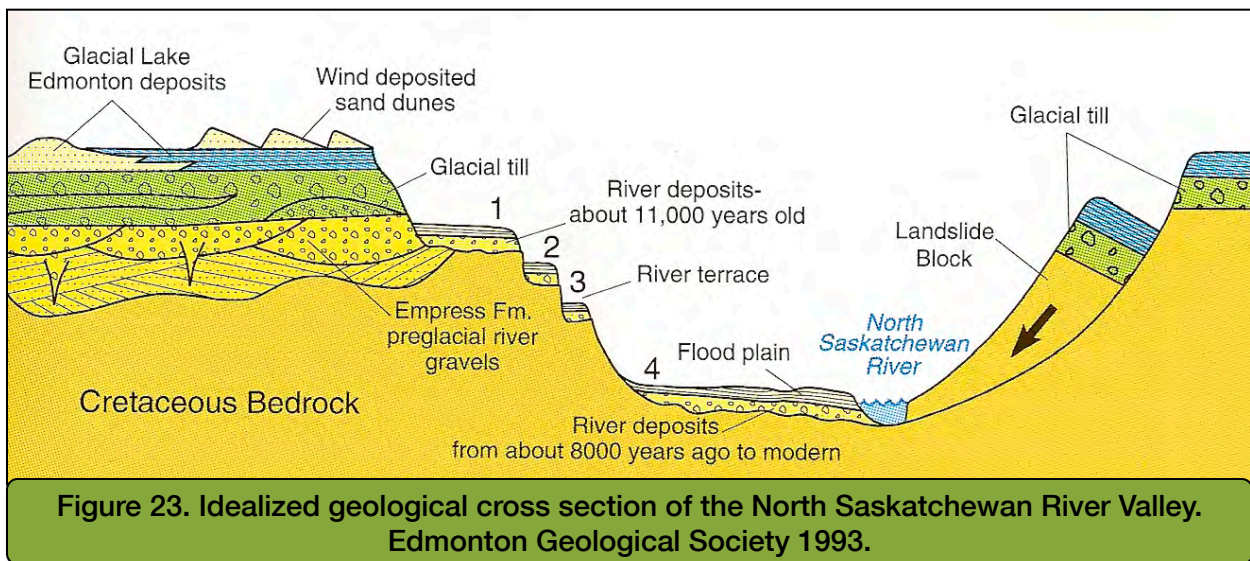 Glacial Lake
Edmonton deposits
Wind deposited
sand dunes
Glacial till
Glacial till
River deposits-
about 11,000 years old
1
2
3
River terrace
Landslide
Block
Empress Fm.
preglacial river
gravels
North
Saskatchewan
River
4
Flood plain
Cretaceous Bedrock
River deposits
from about 8000 years ago to modern
Figure 23. Idealized geological cross section of the North Saskatchewan River Valley.
Edmonton Geological Society 1993.